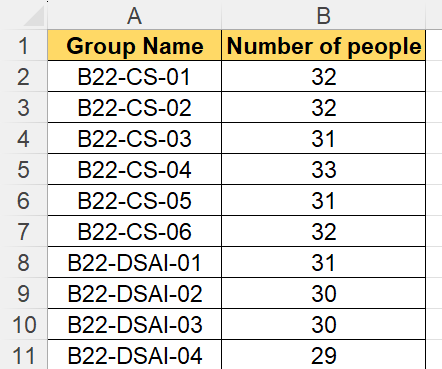 A B
1 Group Name Number of people
2 B22-CS-01 32
3 B22-CS-02 32
4 B22-CS-03 31
5 B22-CS-04 33
6 B22-CS-05 31
7 B22-CS-06 32
8 B22-DSAI-01 31
9 B22-DSAI-02 30
10 B22-DSAI-03 30
11 B22-DSAI-04 29